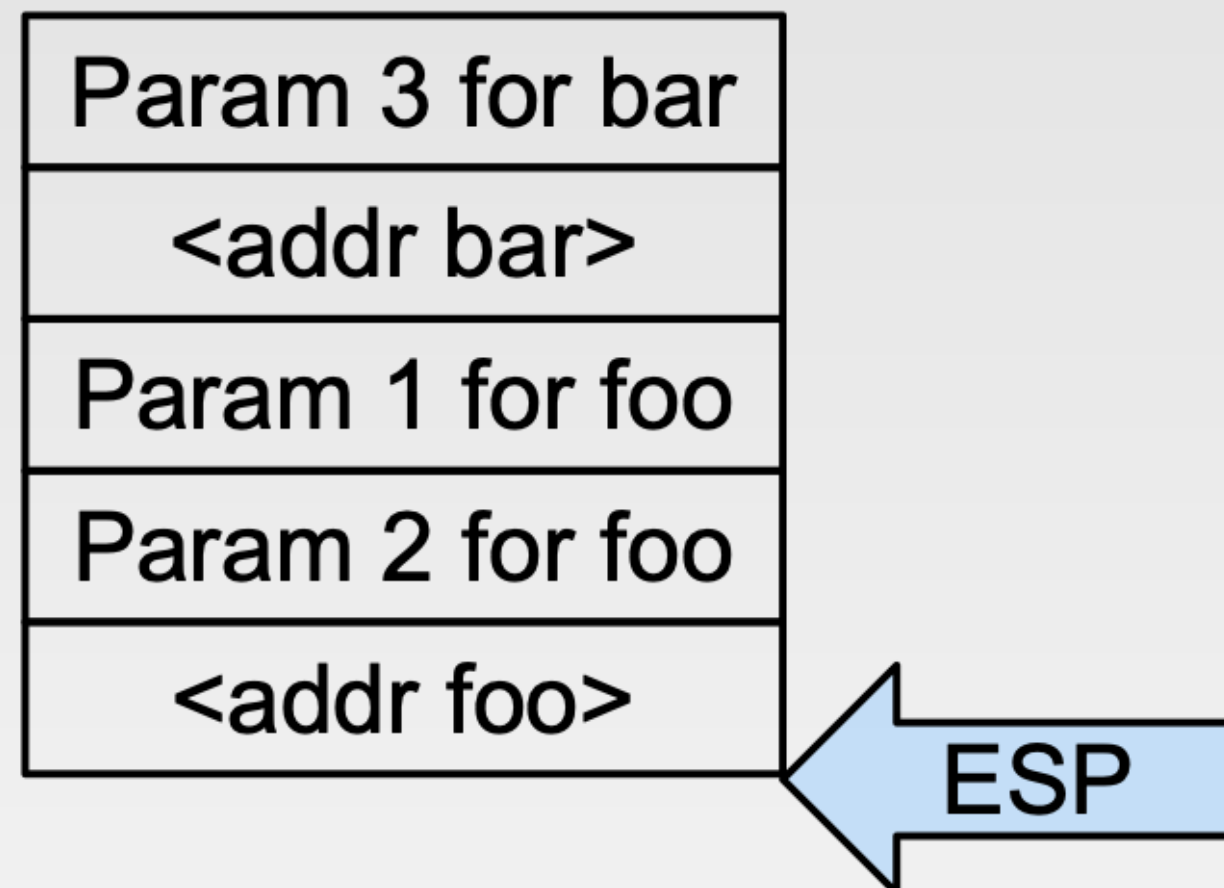 Param 3 for bar
<addr bar>
Param 1 for foo
Param 2 for foo
<addr foo>
ESP